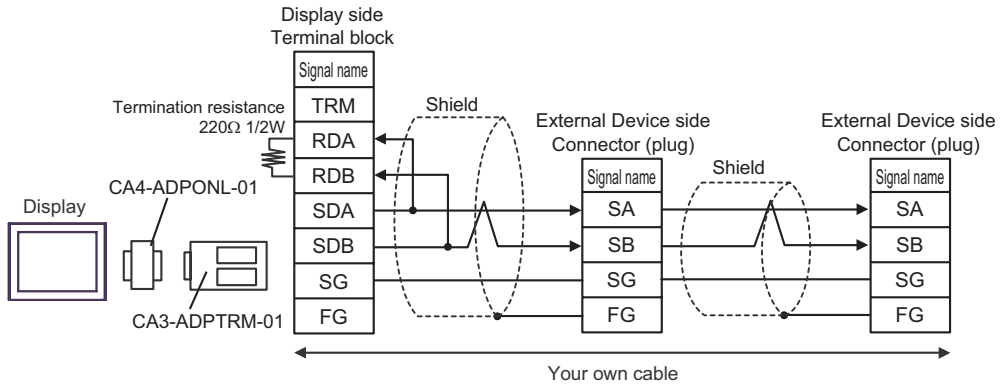 Display side
Terminal block
Signal name
TRM
RDA
RDB
SDA
SDB
SG
FG
Termination resistance
220Ω 1/2W
CA4-ADPONL-01
Display
CA3-ADPTRM-01
Shield
External Device side
Connector (plug)
Signal name
SA
SB
SG
FG
Shield
External Device side
Connector (plug)
Signal name
SA
SB
SG
FG
Your own cable